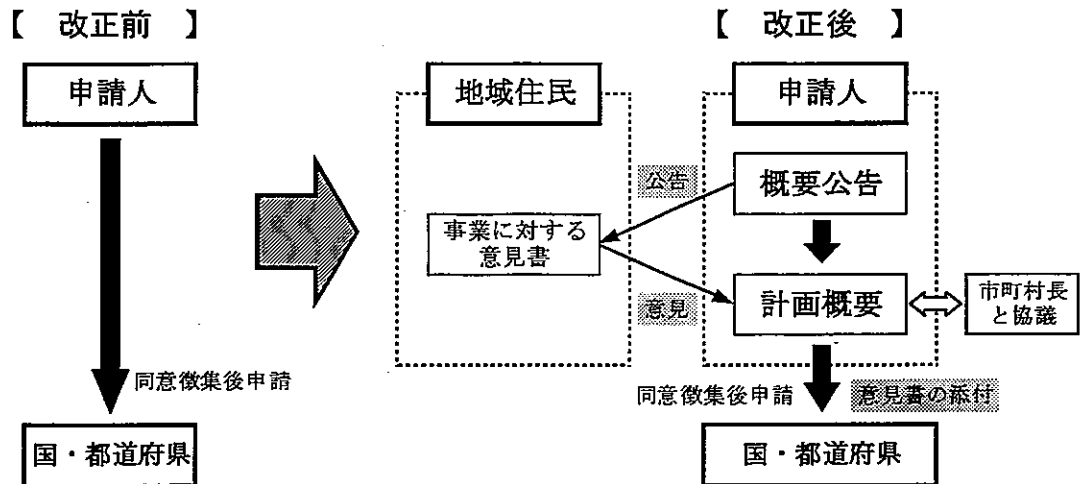 【 改正前 】
申請人
同意徴集後申請
国・都道府県
【 改正後 】
地域住民
申請人
公告
概要公告
事業に対する
意見書
意見
計画概要
市町村長
と協議
同意徴集後申請
意見書の添付
国・都道府県